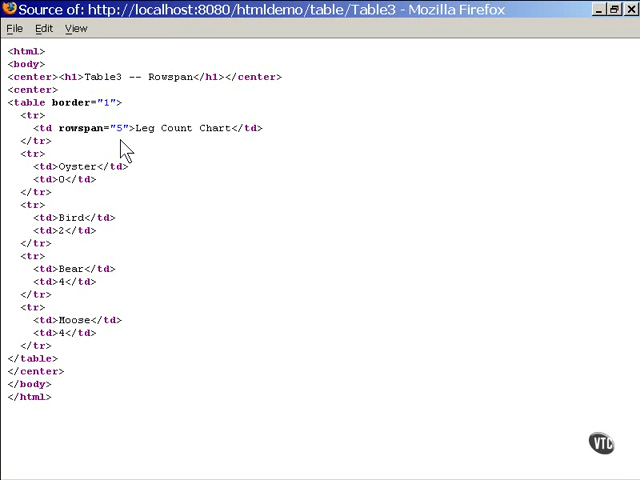 Source of: http://localhost:8080/htmldemo/table/Table3 - Mozilla Firefox
File Edit View
<html>
<body>
<center><h1>Table3 -- Rowspan</h1></center>
<center>
<table border="1">
<tr>
<td rowspan="5">Leg Count Chart</td>
</tr>
<tr>
<td>Oyster</td>
<td>0</td>
</tr>
<tr>
<td>Bird</td>
<td>2</td>
</tr>
<tr>
<td>Bear</td>
<td>4</td>
</tr>
<tr>
<td>Moose</td>
<td>4</td>
</tr>
</table>
</center>
</body>
</html>
VTC